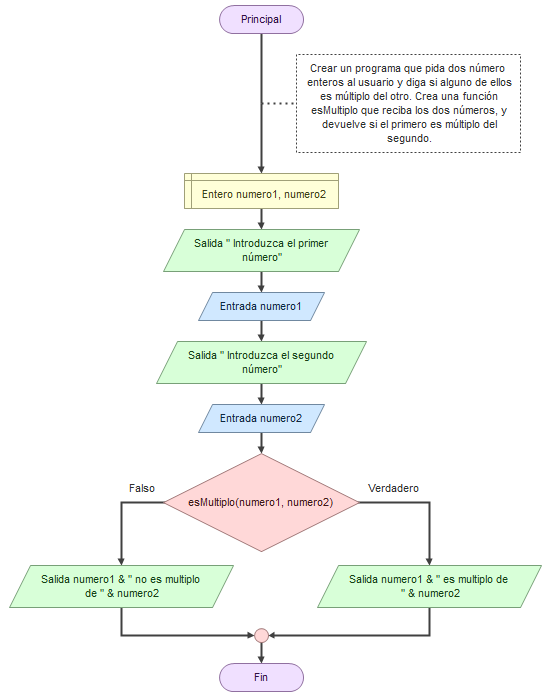 Principal
Crear un programa que pida dos número
enteros al usuario y diga si alguno de ellos
es múltiplo del otro. Crea una función
esMultiplo que reciba los dos números, y
devuelve si el primero es múltiplo del
segundo.
Entero numero1, numero2
Salida " Introduzca el primer
número"
Entrada numero1
Salida " Introduzca el segundo
número"
Entrada numero2
esMultiplo(numero1, numero2)
Falso
Verdadero
Salida numero1 & " no es multiplo
de " & numero2
Salida numero1 & " es multiplo de
" & numero2
Fin